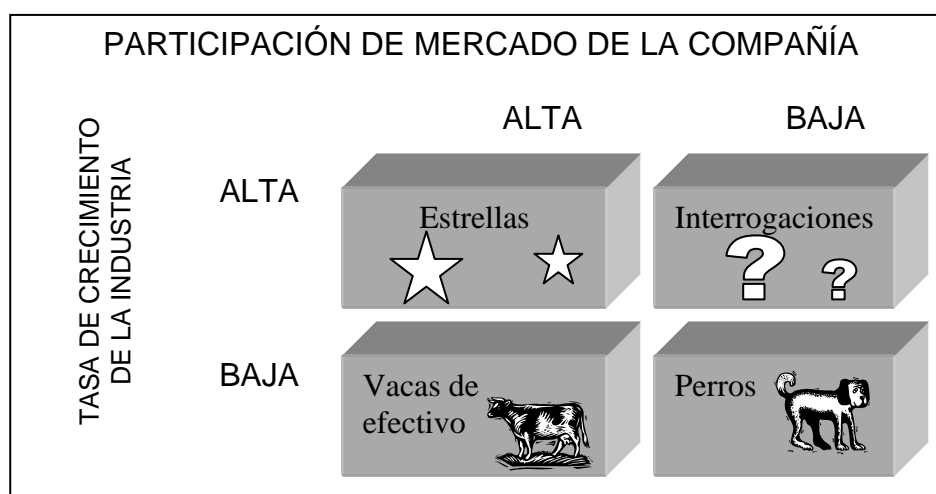 PARTICIPACIÓN DE MERCADO DE LA COMPAÑÍA
ALTA
BAJA
TASA DE CRECIMIENTO
DE LA INDUSTRIA
ALTA
Estrellas
Interrogaciones
? ?
BAJA
Vacas de
efectivo
Perros